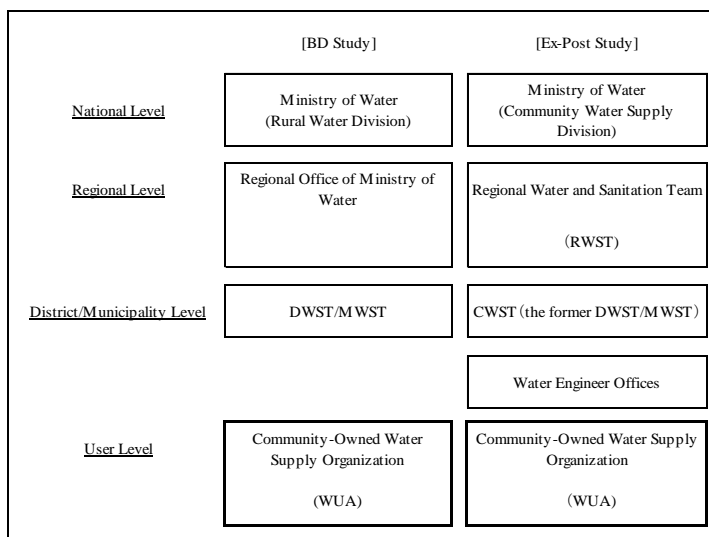 [BD Study] [Ex-Post Study]
National Level
Ministry of Water
(Rural Water Division)
Ministry of Water
(Community Water Supply
Division)
Regional Level
Regional Office of Ministry of
Water
Regional Water and Sanitation Team
(RWST)
District/Municipality Level
DWST/MWST
CWST(the former DWST/MWST)
Water Engineer Offices
User Level
Community-Owned Water
Supply Organization
(WUA)
Community-Owned Water Supply
Organization
(WUA)